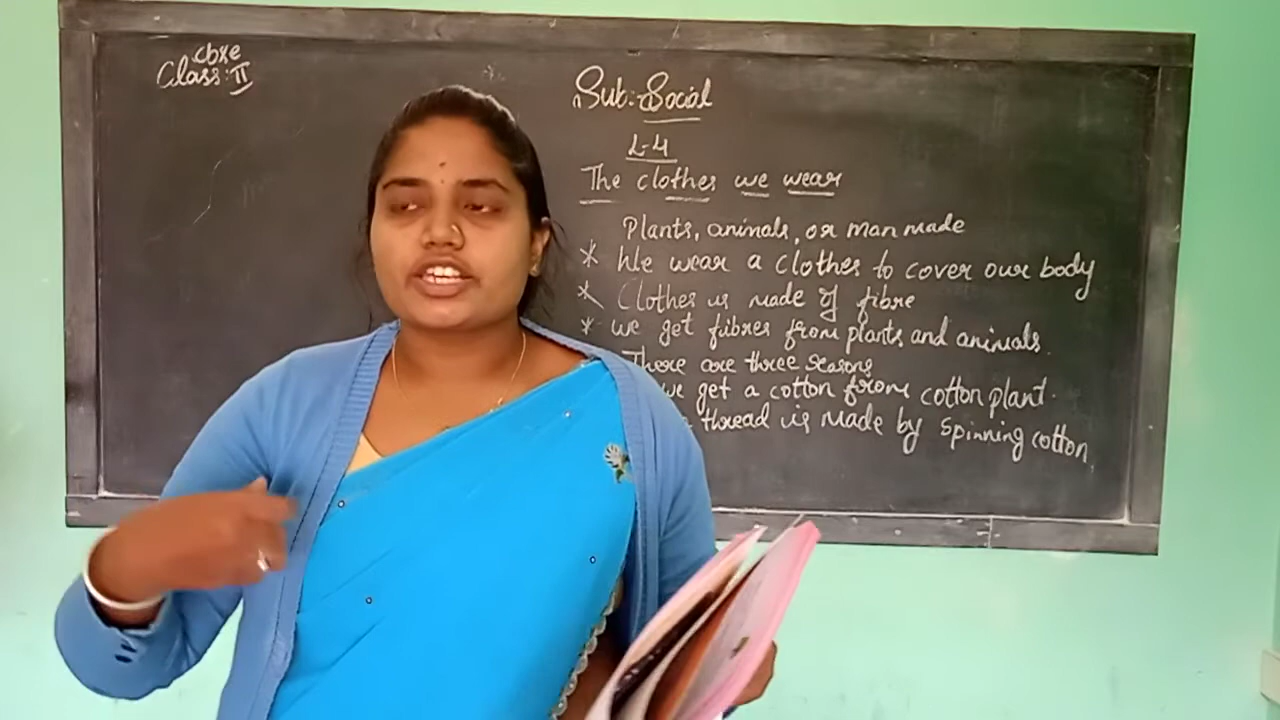 cbse
Class: II
Sub:- Social
L-4
The clothes we wear
Plants, animals, or man made
* We wear a clothes to cover our body
* Clothes is made of fibre
* we get fibres from plants and animals.
There are three seasons
we get a cotton from cotton plant.
thread is made by spinning cotton